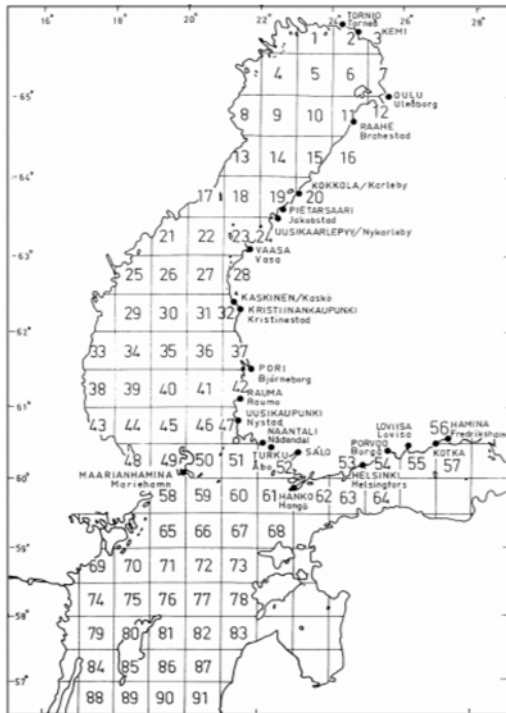 20° 22° 24° 26° 28°
TORNIO
Torneå
KEMI
1 2 3
4 5 6 7
-65°
OULU
Uleåborg
8 9 10 11 12
RAAHE
Brahestad
13 14 15 16
-64°
KOKKOLA/Karleby
17 18 19 20
PIETARSAARI
Jakobstad
UUSIKAARLEPYY/Nykarleby
21 22 23 24
VAASA
Vasa
-63°
25 26 27 28
KASKINEN/Kaskö
29 30 31 32
KRISTIINANKAUPUNKI
Kristinestad
-62°
33 34 35 36 37
PORI
Björneborg
38 39 40 41 42
RAUMA
Raumo
-61°
UUSIKAUPUNKI
Nystad
43 44 45 46 47
NAANTALI
Nådendal
LOVIISA
Lovisa
56 HAMINA
Fredrikshamn
PORVOO
Borgå
KOTKA
48 49 50 51
TURKU
Åbo
52 SALO
53 54 55 57
MAARIANHAMINA
Mariehamn
HELSINKI
Helsingfors
-60°
58 59 60 61
HANKO
Hangö
62 63 64
65 66 67 68
-59°
69 70 71 72 73
74 75 76 77 78
-58°
79 80 81 82 83
84 85 86 87
-57°
88 89 90 91